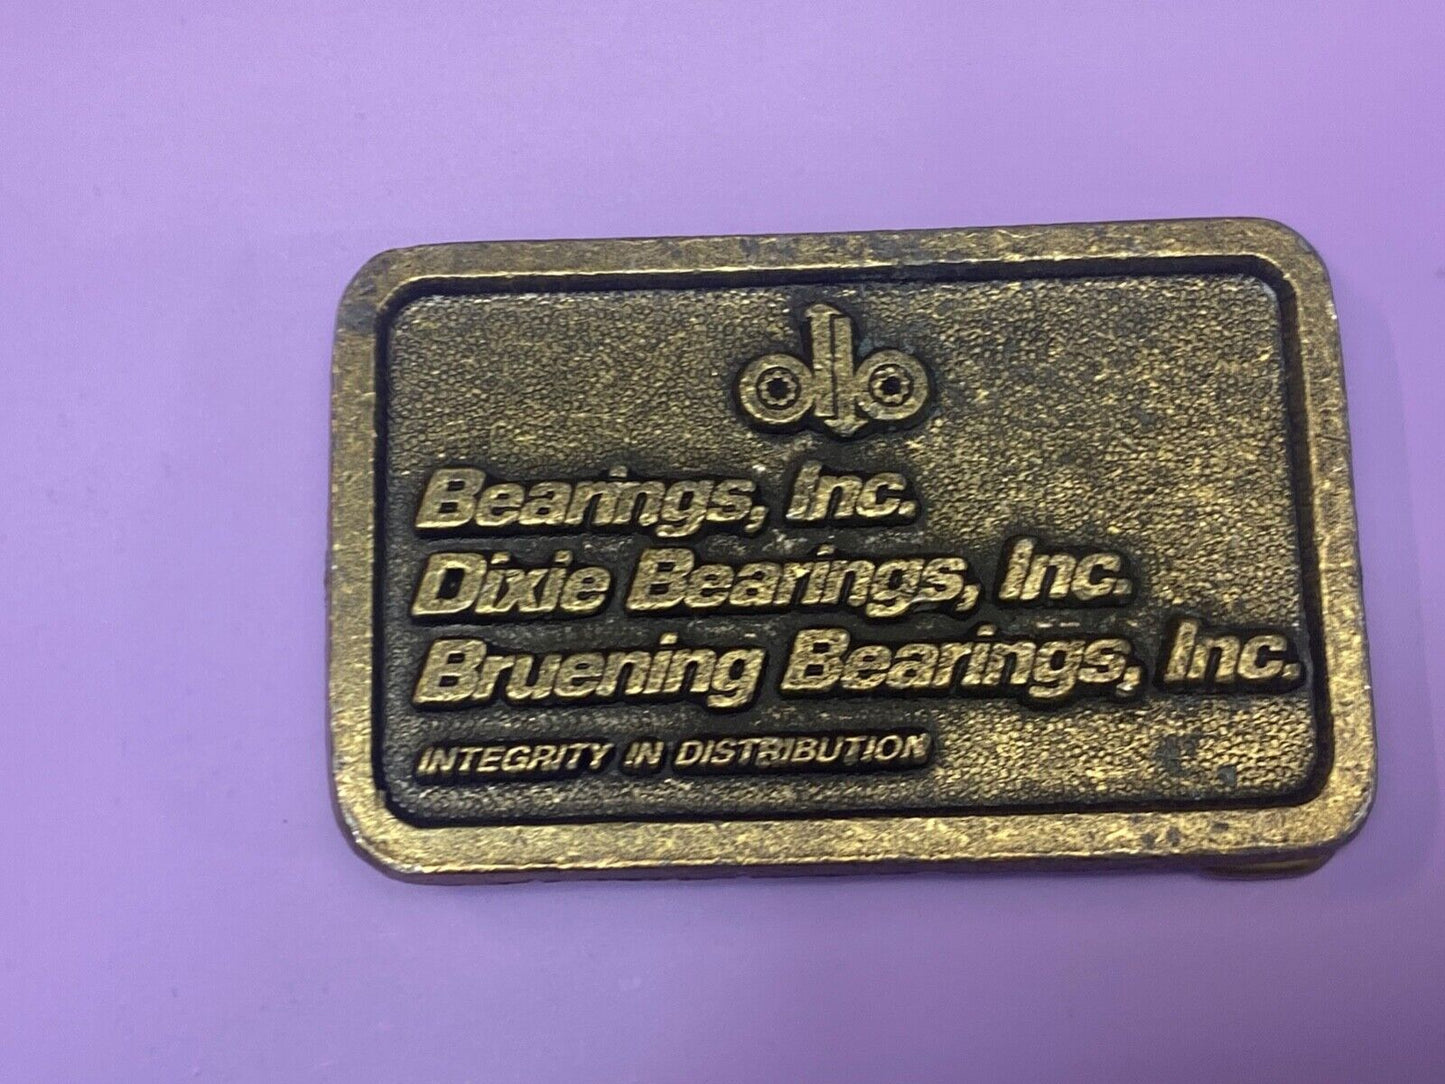 Bearings, Inc.
Dixie Bearings, Inc.
Bruening Bearings, Inc.
INTEGRITY IN DISTRIBUTION